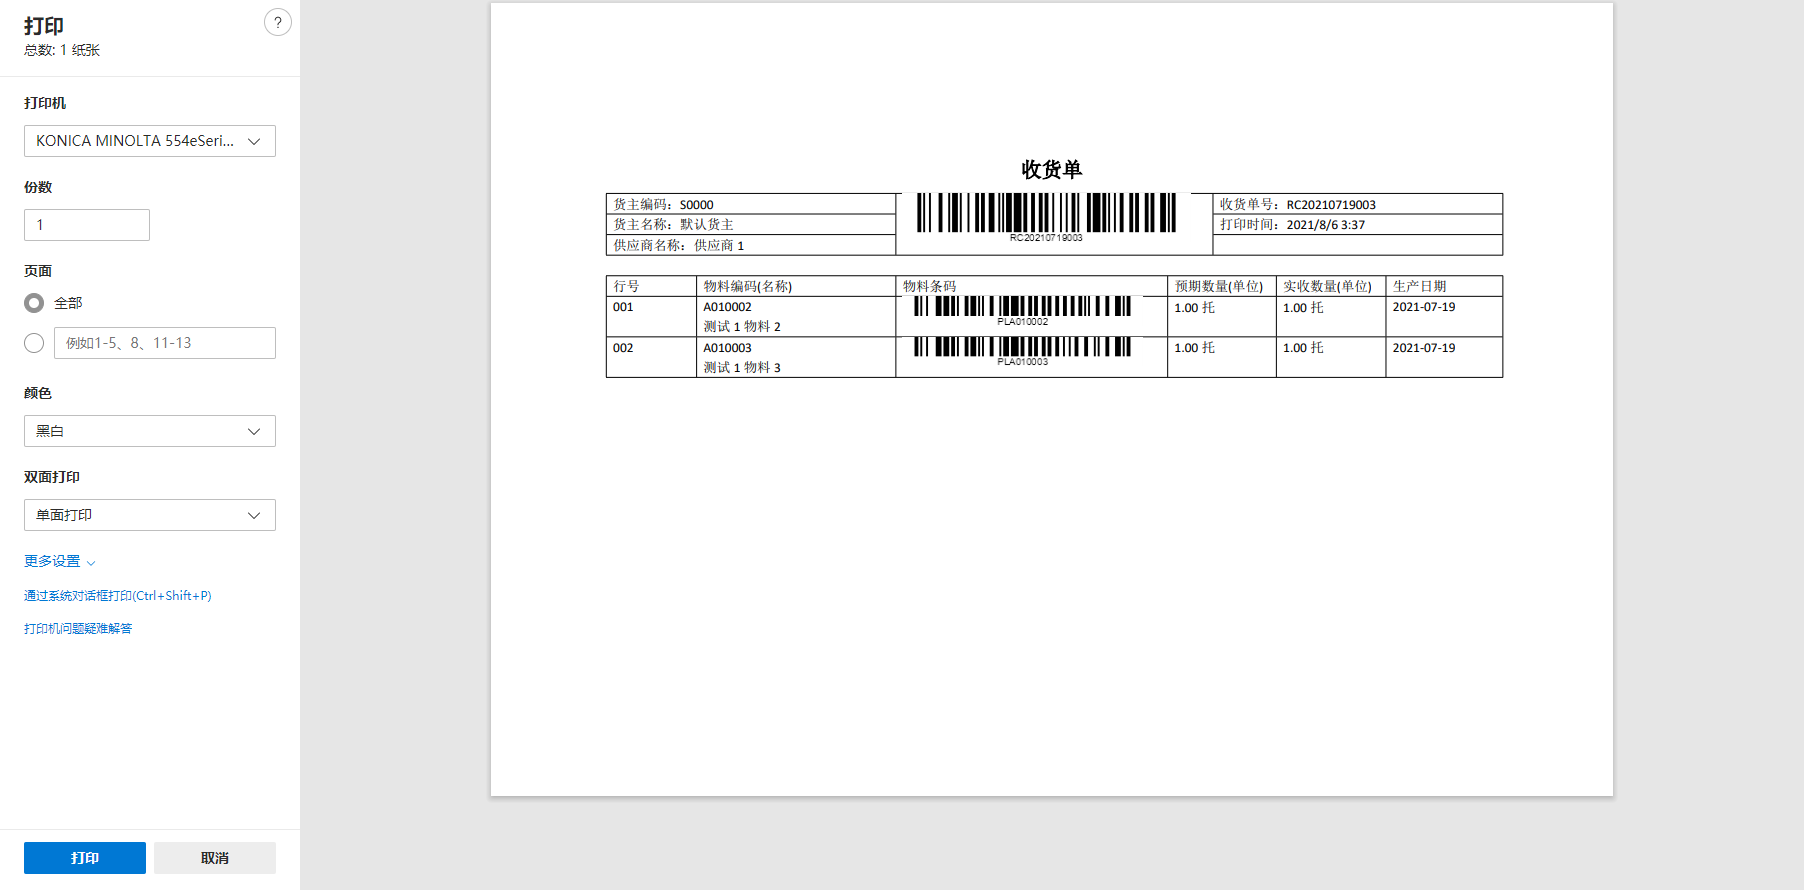 打印
?
总数: 1 纸张
打印机
KONICA MINOLTA 554eSeri...
份数
1
页面
全部
例如1-5、8、11-13
颜色
黑白
双面打印
单面打印
更多设置
通过系统对话框打印(Ctrl+Shift+P)
打印机问题疑难解答
打印 取消
收货单
货主编码：S0000
货主名称：默认货主
供应商名称：供应商 1
RC20210719003
收货单号：RC20210719003
打印时间：2021/8/6 3:37
行号 物料编码(名称) 物料条码 预期数量(单位) 实收数量(单位) 生产日期
001 A010002 PLA010002 1.00 托 1.00 托 2021-07-19
测试 1 物料 2
002 A010003 PLA010003 1.00 托 1.00 托 2021-07-19
测试 1 物料 3